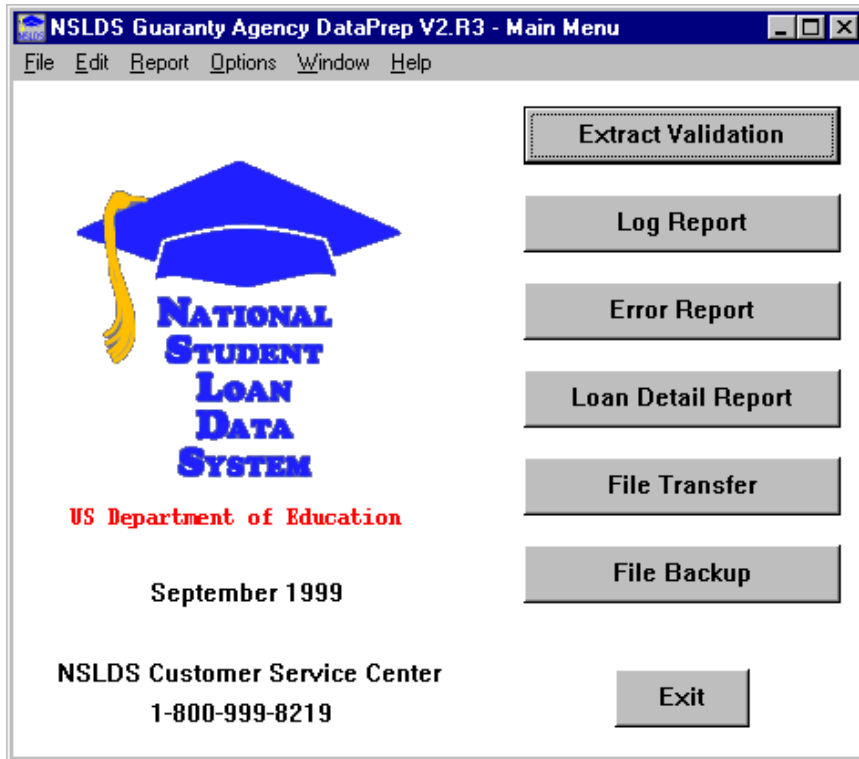 NSLDS Guaranty Agency DataPrep V2.R3 - Main Menu
File Edit Report Options Window Help
NATIONAL
STUDENT
LOAN
DATA
SYSTEM
US Department of Education
September 1999
NSLDS Customer Service Center
1-800-999-8219
Extract Validation
Log Report
Error Report
Loan Detail Report
File Transfer
File Backup
Exit